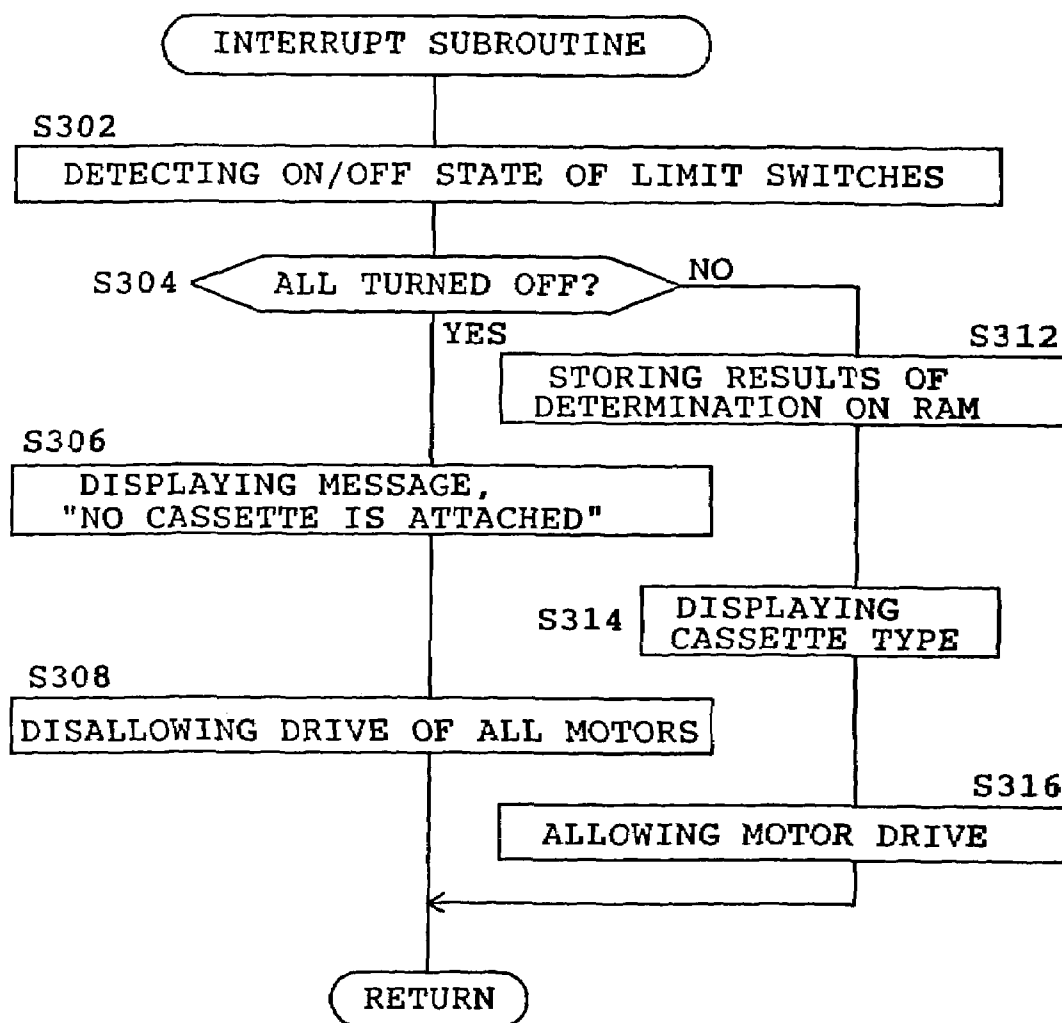 INTERRUPT SUBROUTINE
S302
DETECTING ON/OFF STATE OF LIMIT SWITCHES
S304
ALL TURNED OFF?
NO
YES
S312
STORING RESULTS OF
DETERMINATION ON RAM
S306
DISPLAYING MESSAGE,
"NO CASSETTE IS ATTACHED"
S314
DISPLAYING
CASSETTE TYPE
S308
DISALLOWING DRIVE OF ALL MOTORS
S316
ALLOWING MOTOR DRIVE
RETURN